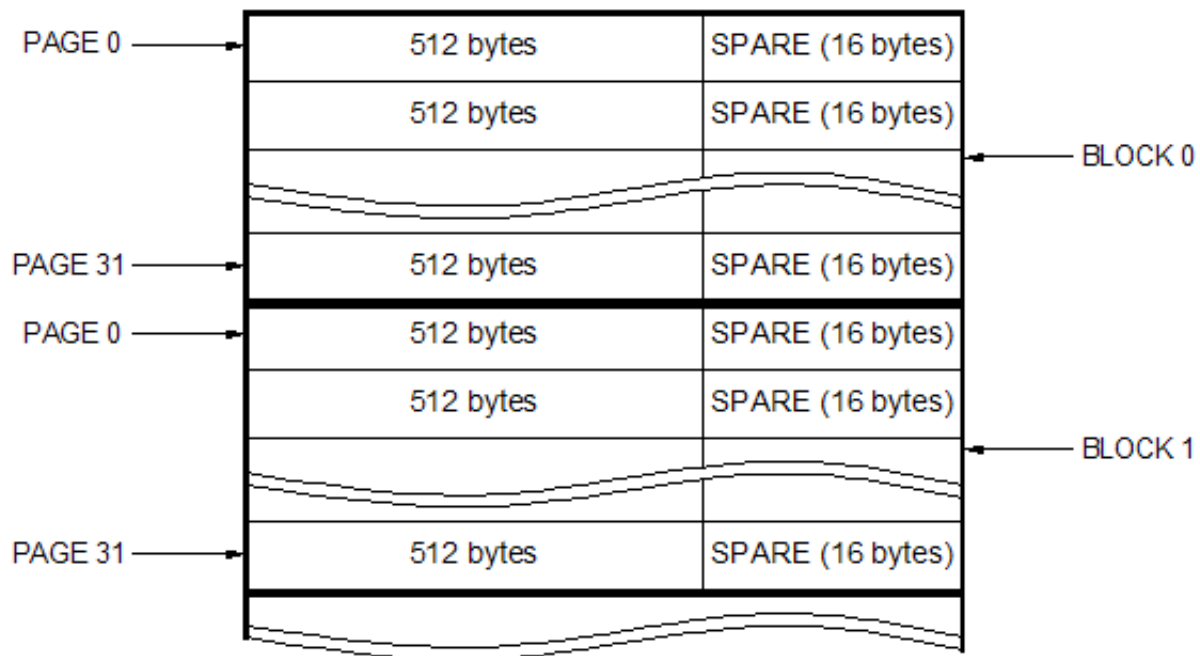 PAGE 0 512 bytes SPARE (16 bytes)
512 bytes SPARE (16 bytes)
BLOCK 0
PAGE 31 512 bytes SPARE (16 bytes)
PAGE 0 512 bytes SPARE (16 bytes)
512 bytes SPARE (16 bytes)
BLOCK 1
PAGE 31 512 bytes SPARE (16 bytes)